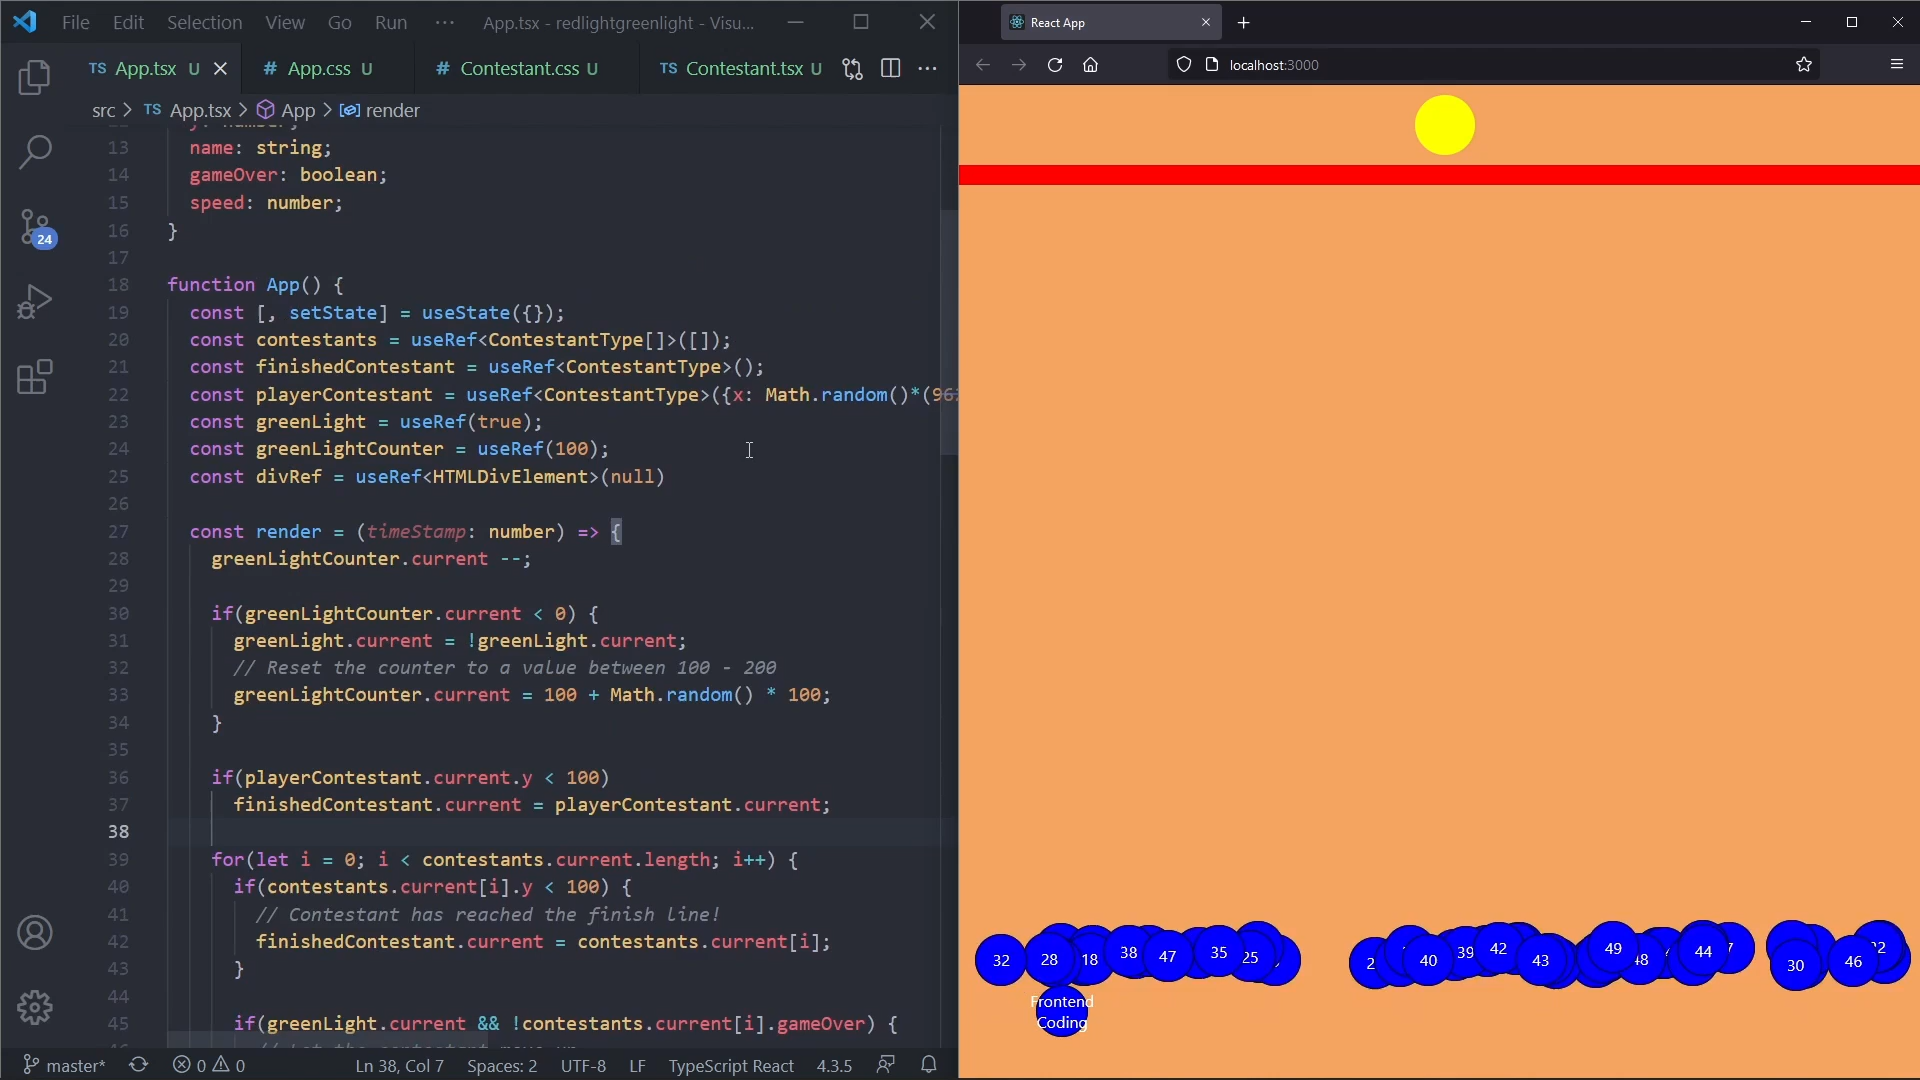 File Edit Selection View Go Run ··· App.tsx - redlightgreenlight - Visu...
TS App.tsx U # App.css U # Contestant.css U TS Contestant.tsx U ···
src > TS App.tsx > App > render
13 name: string;
14 gameOver: boolean;
15 speed: number;
16 }
17
18 function App() {
19 const [, setState] = useState({});
20 const contestants = useRef<ContestantType[]>([]);
21 const finishedContestant = useRef<ContestantType>();
22 const playerContestant = useRef<ContestantType>({x: Math.random()*(96
23 const greenLight = useRef(true);
24 const greenLightCounter = useRef(100);
25 const divRef = useRef<HTMLDivElement>(null)
26
27 const render = (timeStamp: number) => {
28 greenLightCounter.current --;
29
30 if(greenLightCounter.current < 0) {
31 greenLight.current = !greenLight.current;
32 // Reset the counter to a value between 100 - 200
33 greenLightCounter.current = 100 + Math.random() * 100;
34 }
35
36 if(playerContestant.current.y < 100)
37 finishedContestant.current = playerContestant.current;
38
39 for(let i = 0; i < contestants.current.length; i++) {
40 if(contestants.current[i].y < 100) {
41 // Contestant has reached the finish line!
42 finishedContestant.current = contestants.current[i];
43 }
44
45 if(greenLight.current && !contestants.current[i].gameOver) {
24
master* 0 0 Ln 38, Col 7 Spaces: 2 UTF-8 LF TypeScript React 4.3.5
React App
localhost:3000
32 28 18 38 47 35 25 2 40 39 42 43 49 48 44 7 30 46 22
Frontend
Coding